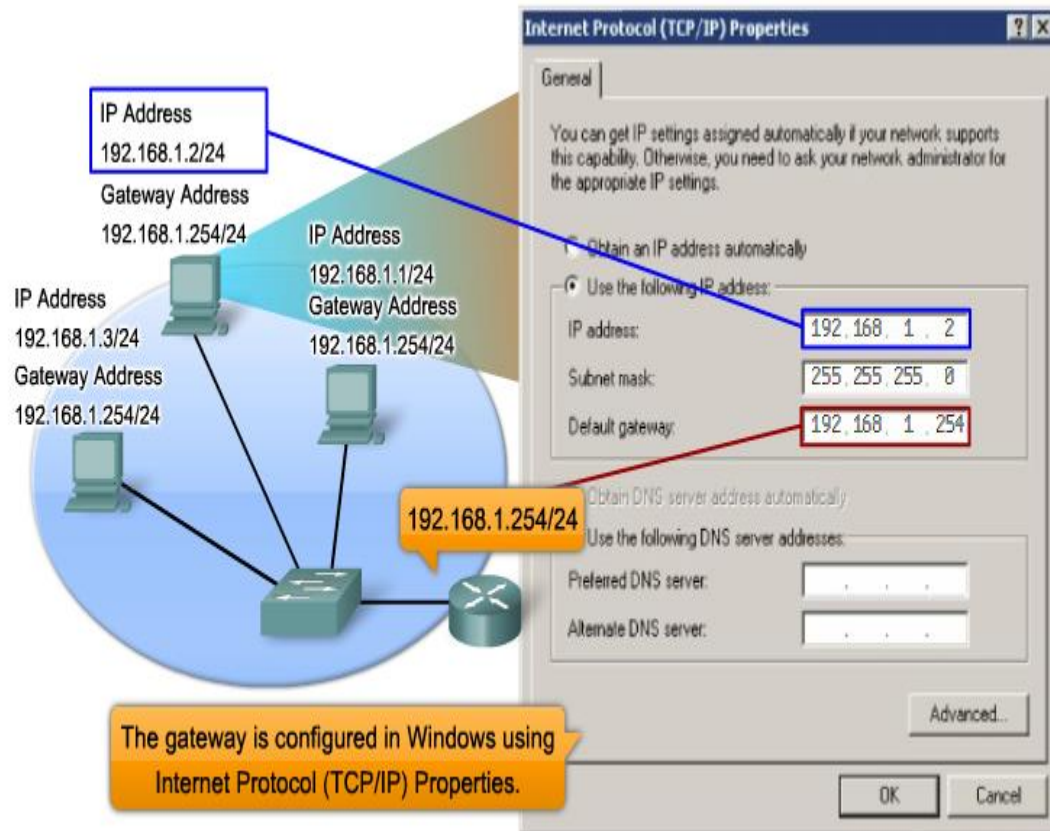 IP Address
192.168.1.2/24
Gateway Address
192.168.1.254/24
IP Address
192.168.1.1/24
Gateway Address
192.168.1.254/24
IP Address
192.168.1.3/24
Gateway Address
192.168.1.254/24
192.168.1.254/24
The gateway is configured in Windows using
Internet Protocol (TCP/IP) Properties.
Internet Protocol (TCP/IP) Properties
General
You can get IP settings assigned automatically if your network supports
this capability. Otherwise, you need to ask your network administrator for
the appropriate IP settings.
Obtain an IP address automatically
Use the following IP address:
IP address: 192 . 168 . 1 . 2
Subnet mask: 255 . 255 . 255 . 0
Default gateway: 192 . 168 . 1 . 254
Obtain DNS server address automatically
Use the following DNS server addresses:
Preferred DNS server: . . .
Alternate DNS server: . . .
Advanced...
OK Cancel